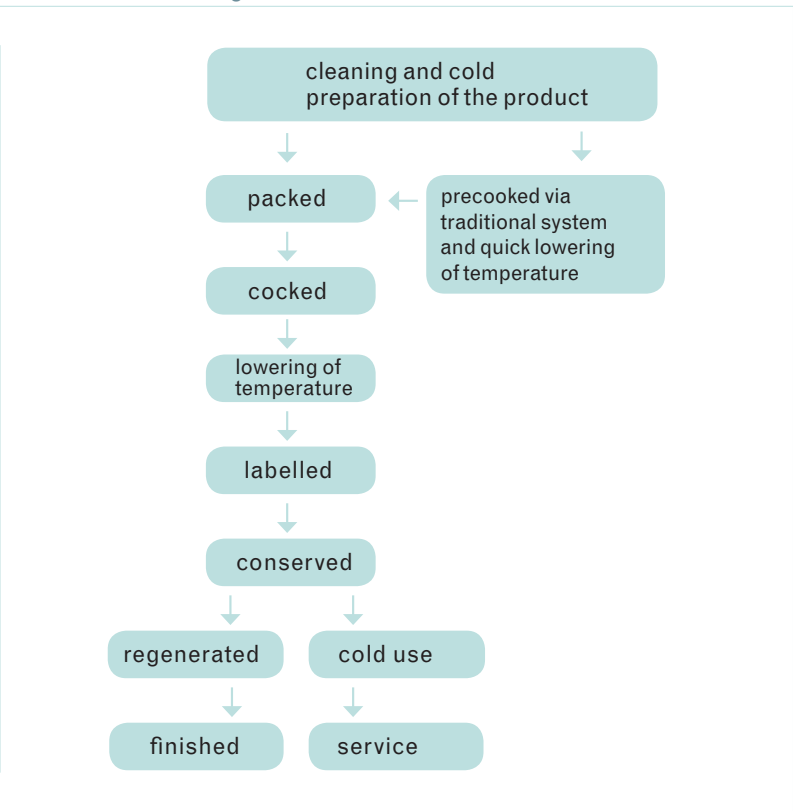 cleaning and cold
preparation of the product
packed
precooked via
traditional system
and quick lowering
of temperature
cocked
lowering of
temperature
labelled
conserved
regenerated
cold use
finished
service